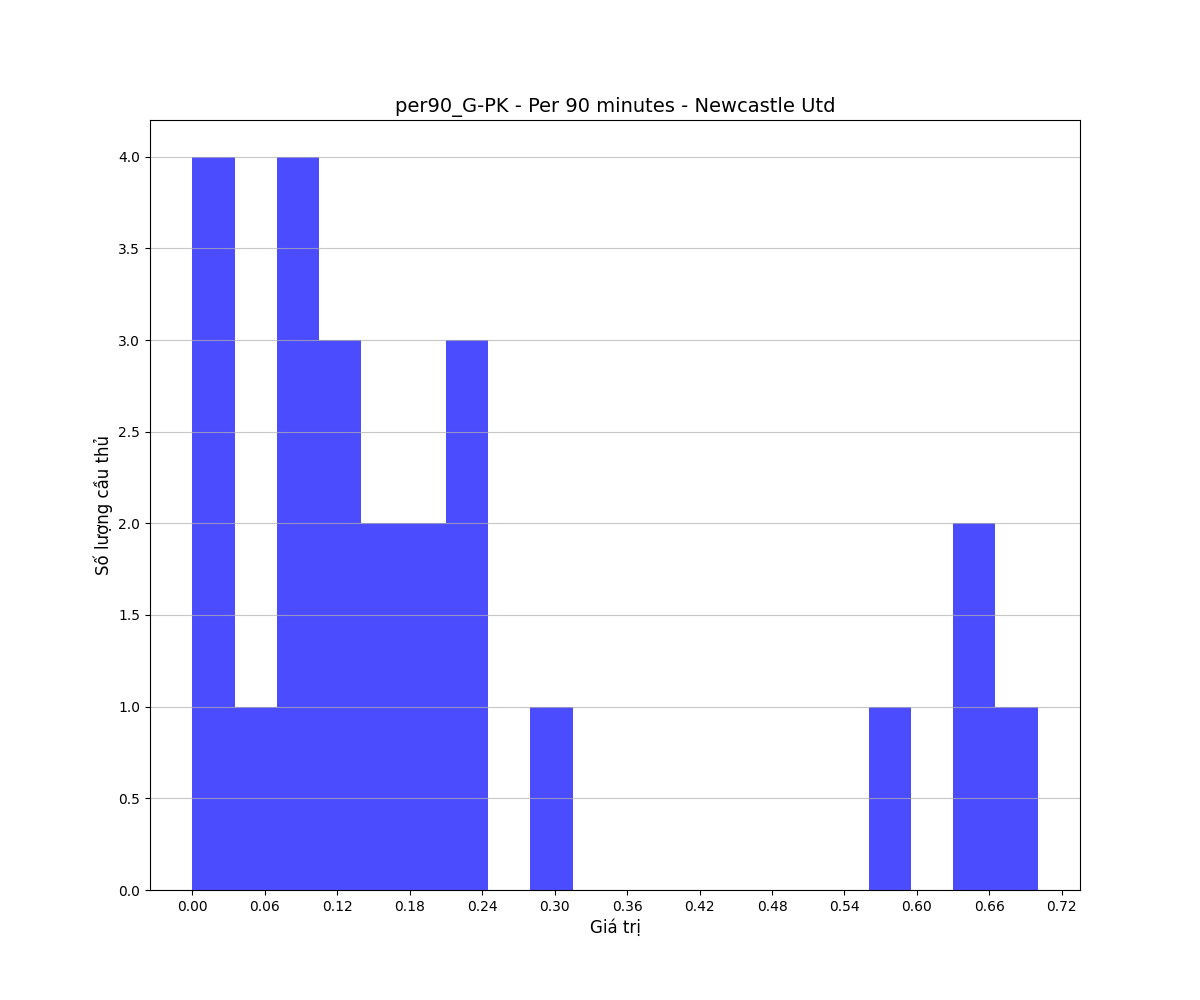 per90_G-PK - Per 90 minutes - Newcastle Utd
Số lượng cầu thủ
4.0
3.5
3.0
2.5
2.0
1.5
1.0
0.5
0.0
0.00 0.06 0.12 0.18 0.24 0.30 0.36 0.42 0.48 0.54 0.60 0.66 0.72
Giá trị